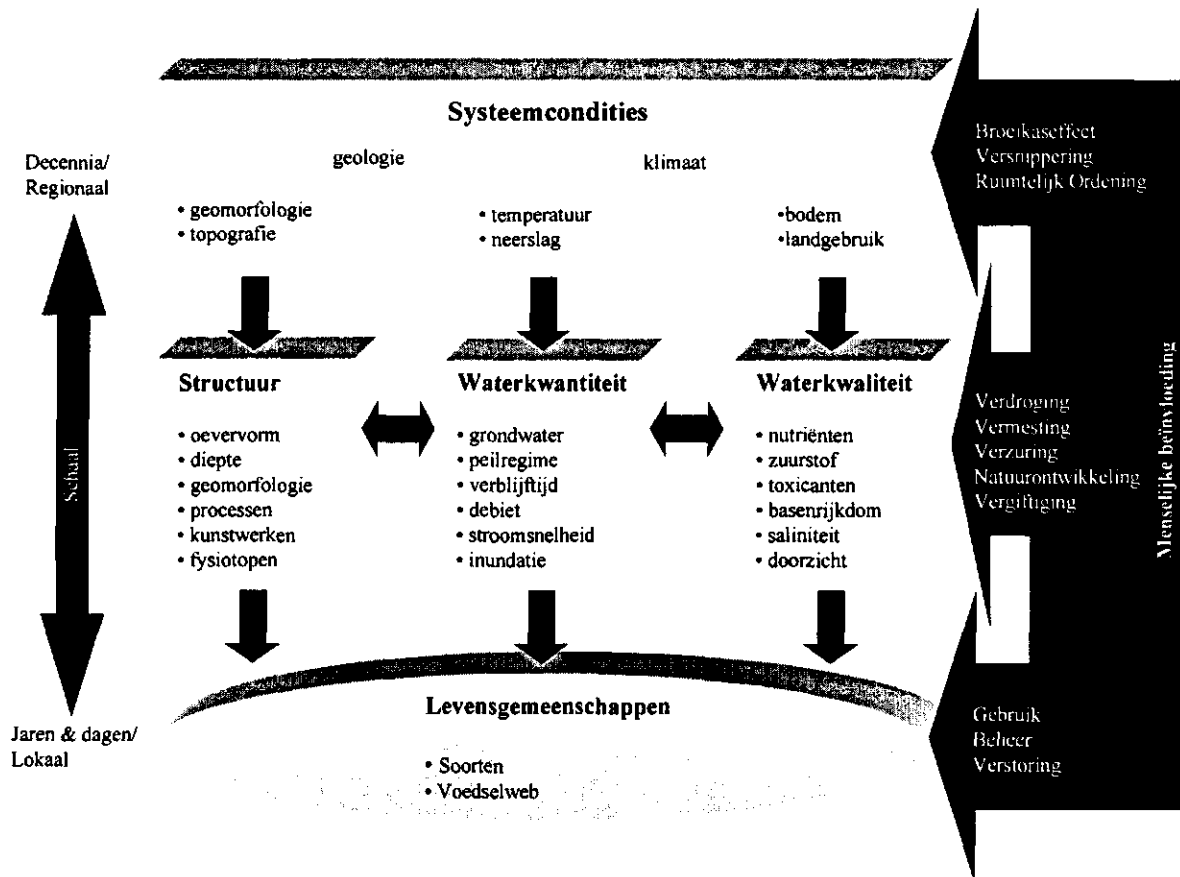 Systeemcondities
geologie
klimaat
Decennia/
Regionaal
• geomorfologie
• topografie
• temperatuur
• neerslag
• bodem
• landgebruik
Broeikaseffect
Versnippering
Ruimtelijk Ordening
Schaal
Structuur
• oevervorm
• diepte
• geomorfologie
• processen
• kunstwerken
• fysiotopen
Waterkwantiteit
• grondwater
• peilregime
• verblijftijd
• debiet
• stroomsnelheid
• inundatie
Waterkwaliteit
• nutriënten
• zuurstof
• toxicanten
• basenrijkdom
• saliniteit
• doorzicht
Verdroging
Vermesting
Verzuring
Natuurontwikkeling
Vergiftiging
Menselijke beïnvloeding
Jaren & dagen/
Lokaal
Levensgemeenschappen
• Soorten
• Voedselweb
Gebruik
Beheer
Verstoring